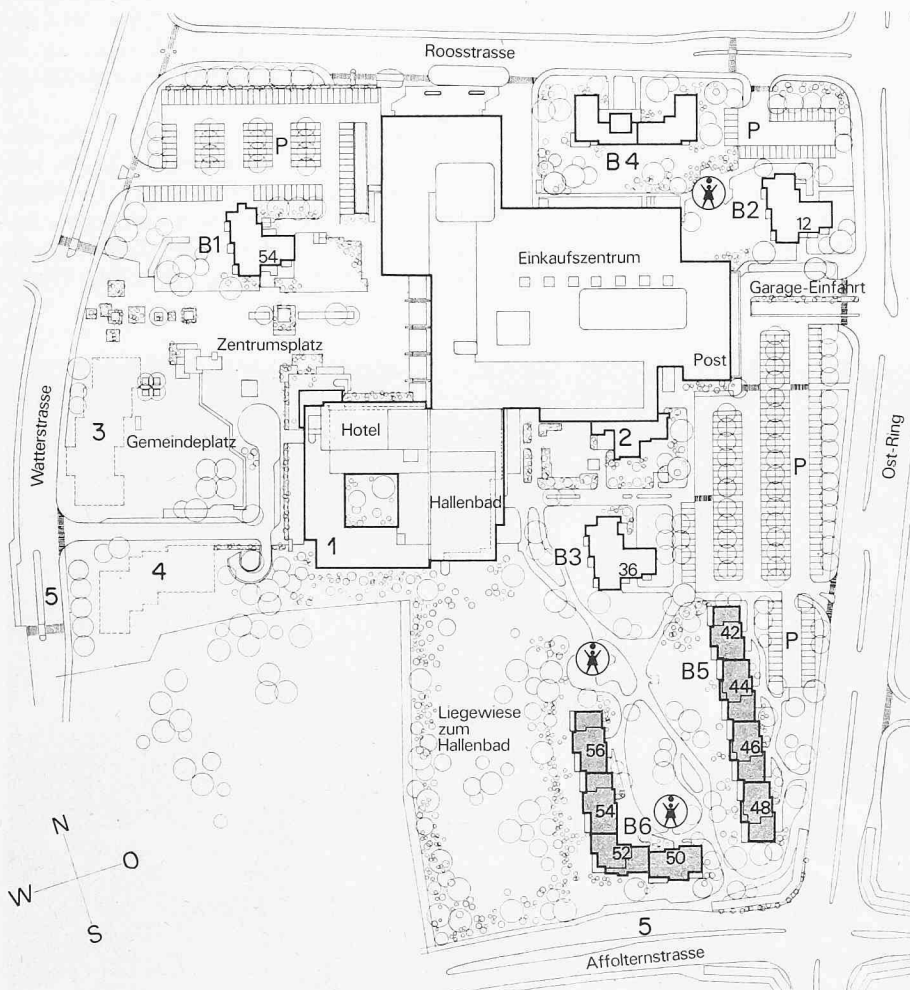 Roosstrasse
P
P
B4
B2
12
B1
54
Einkaufszentrum
Garage-Einfahrt
Zentrumsplatz
Post
Watterstrasse
3
Gemeindeplatz
Hotel
2
Ost-Ring
P
Hallenbad
1
B3
36
4
5
42
P
B5
44
Liegewiese
zum
Hallenbad
56
46
54
48
B6
52
50
N
O
W
S
5
Affolternstrasse